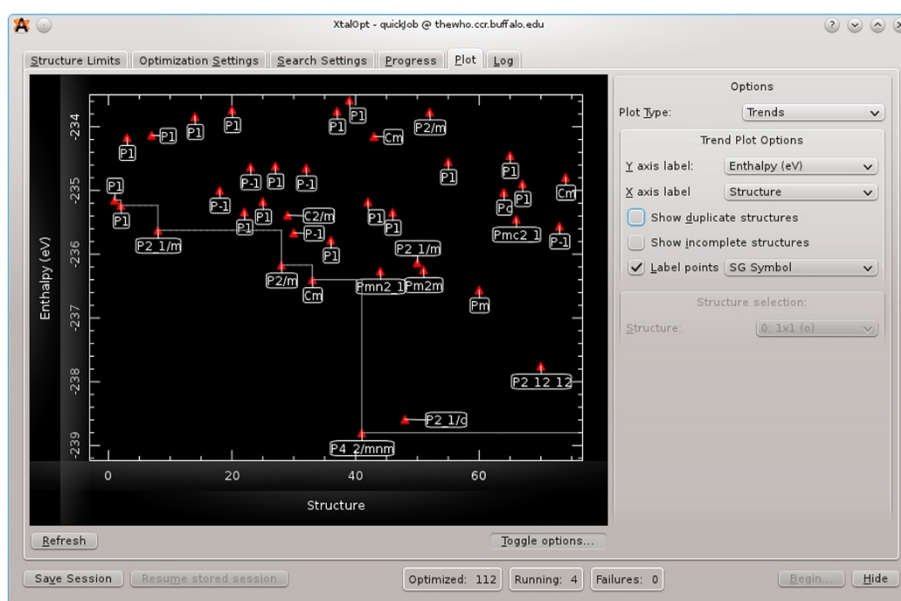 XtalOpt - quickJob @ thewho.ccr.buffalo.edu
Structure Limits Optimization Settings Search Settings Progress Plot Log
Options
Plot Type: Trends
Trend Plot Options
Y axis label: Enthalpy (eV)
X axis label Structure
Show duplicate structures
Show incomplete structures
Label points SG Symbol
Structure selection:
Structure: 0: 1x1 (o)
Enthalpy (eV)
-234
-235
-236
-237
-238
-239
P1 P1 P1 P1 P1 P1 P2/m Cm
P1 P-1 P1 P-1 P1 P1 P1 Cm
P-1 P1 P1 C2/m P1 P1 Pc
P1 P2_1/m P-1 P1 P2_1/m Pmc2_1 P-1
P2/m Cm Pmn2_1 Pm2m Pm
P2_12_12
P2_1/c
P4_2/mnm
0 20 40 60
Structure
Refresh Toggle options...
Save Session Resume stored session Optimized: 112 Running: 4 Failures: 0 Begin... Hide